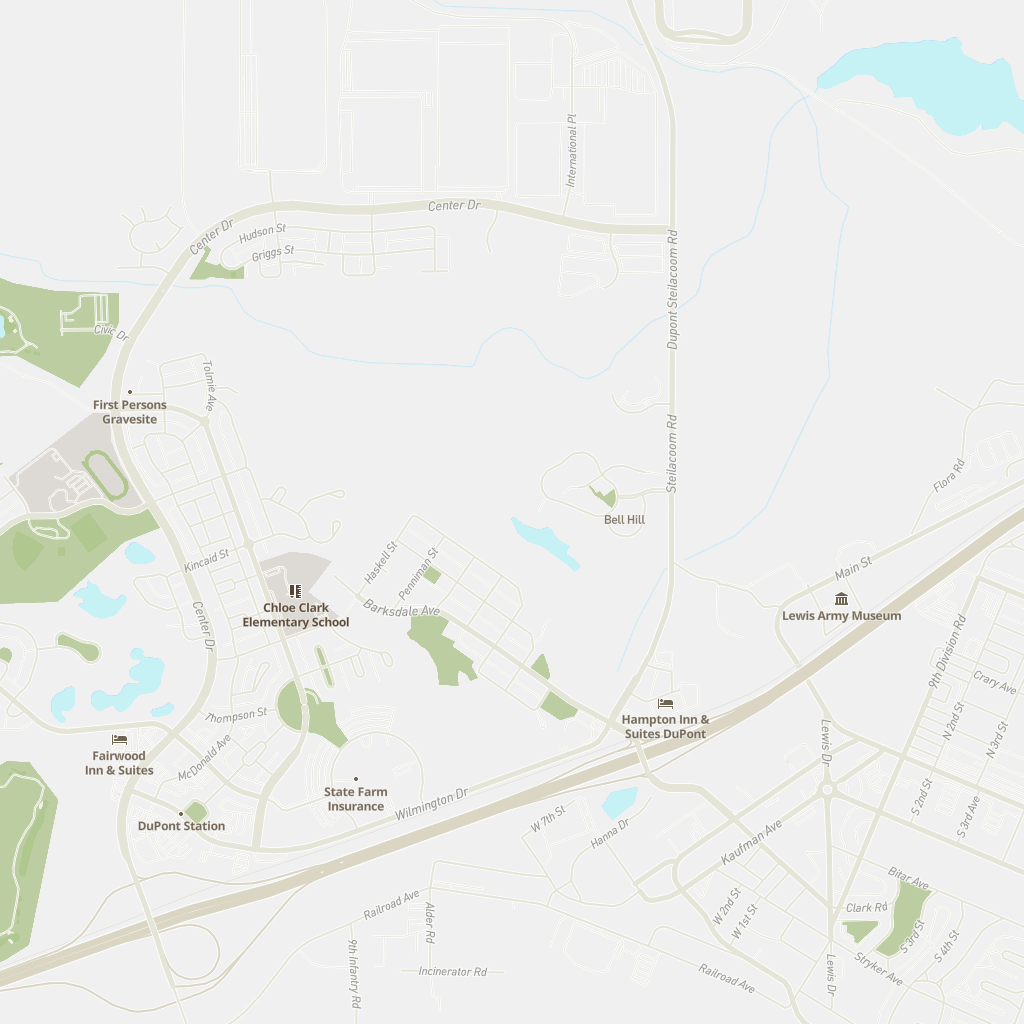 International Pl
Center Dr
Center Dr
Hudson St
Griggs St
Dupont Steilacoom Rd
Civic Dr
Tolmie Ave
First Persons
Gravesite
Steilacoom Rd
Flora Rd
Bell Hill
Kincaid St
Haskell St
Penniman St
Main St
Chloe Clark
Elementary School
Barksdale Ave
Lewis Army Museum
Center Dr
9th Division Rd
Crary Ave
Thompson St
Hampton Inn &
Suites DuPont
Lewis Dr
N 2nd St
N 3rd St
Fairwood
Inn & Suites
McDonald Ave
State Farm
Insurance
Wilmington Dr
S 2nd St
S 3rd Ave
DuPont Station
W 7th St
Hanna Dr
Kaufman Ave
Bitar Ave
Railroad Ave
Alder Rd
W 2nd St
W 1st St
Clark Rd
S 3rd St
S 4th St
9th Infantry Rd
Incinerator Rd
Railroad Ave
Lewis Dr
Stryker Ave